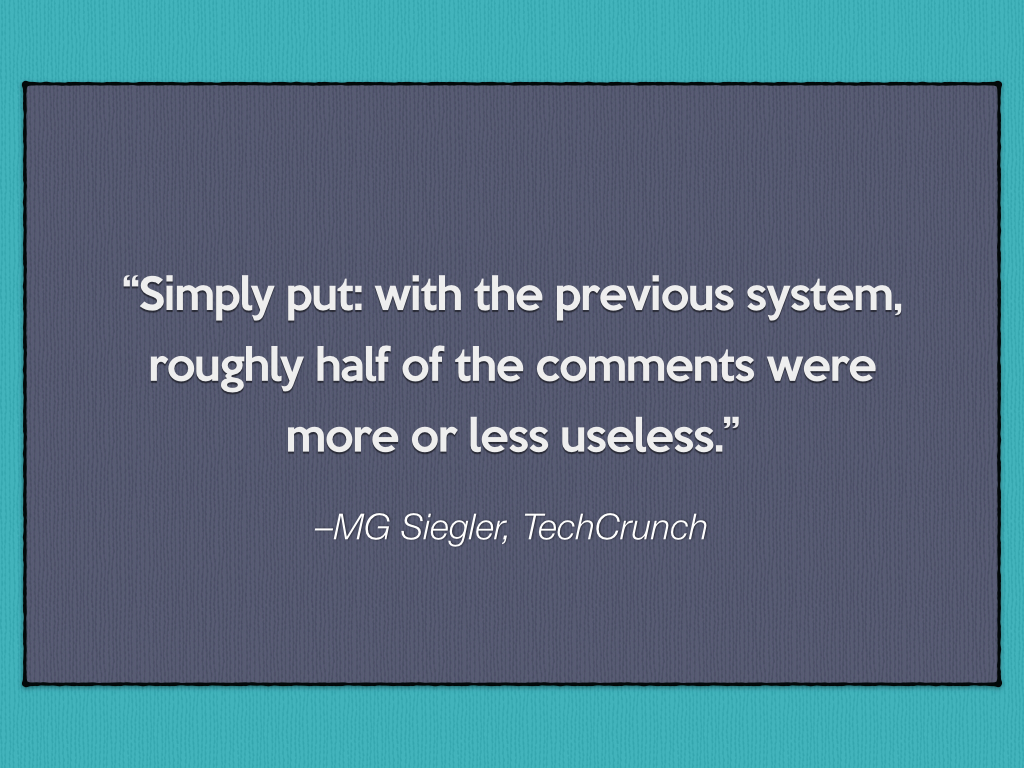 “Simply put: with the previous system,
roughly half of the comments were
more or less useless.”
–MG Siegler, TechCrunch